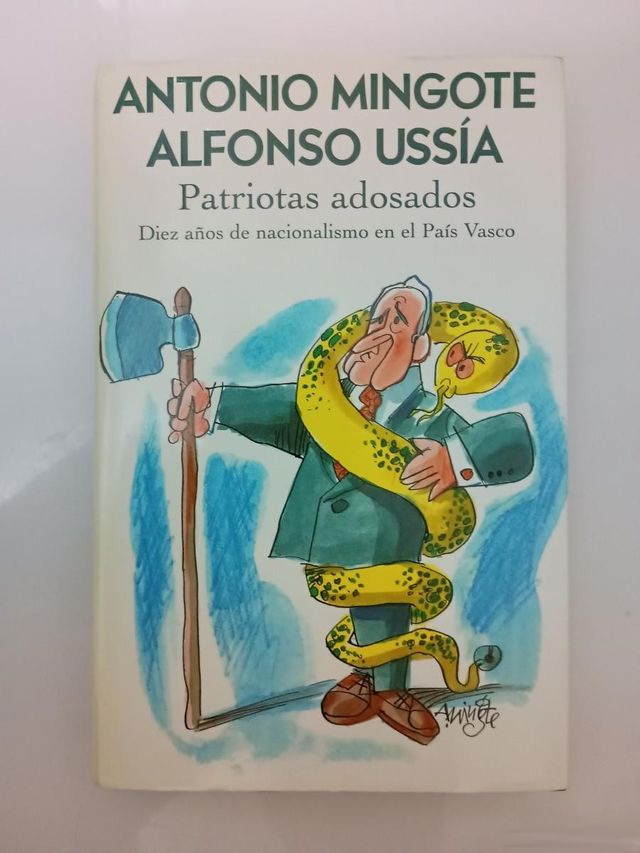 ANTONIO MINGOTE
ALFONSO USSÍA
Patriotas adosados
Diez años de nacionalismo en el País Vasco
Mingote